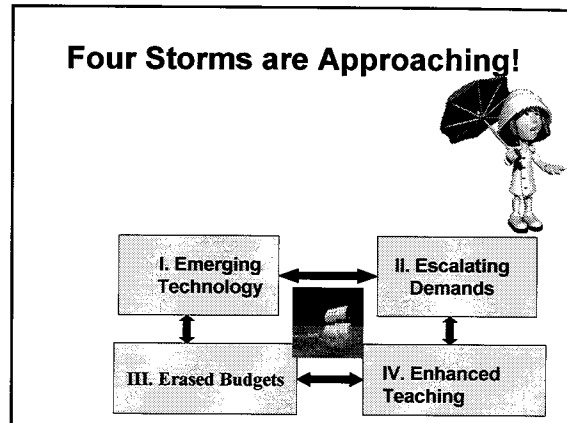 Four Storms are Approaching!
I. Emerging
Technology
II. Escalating
Demands
III. Erased Budgets
IV. Enhanced
Teaching